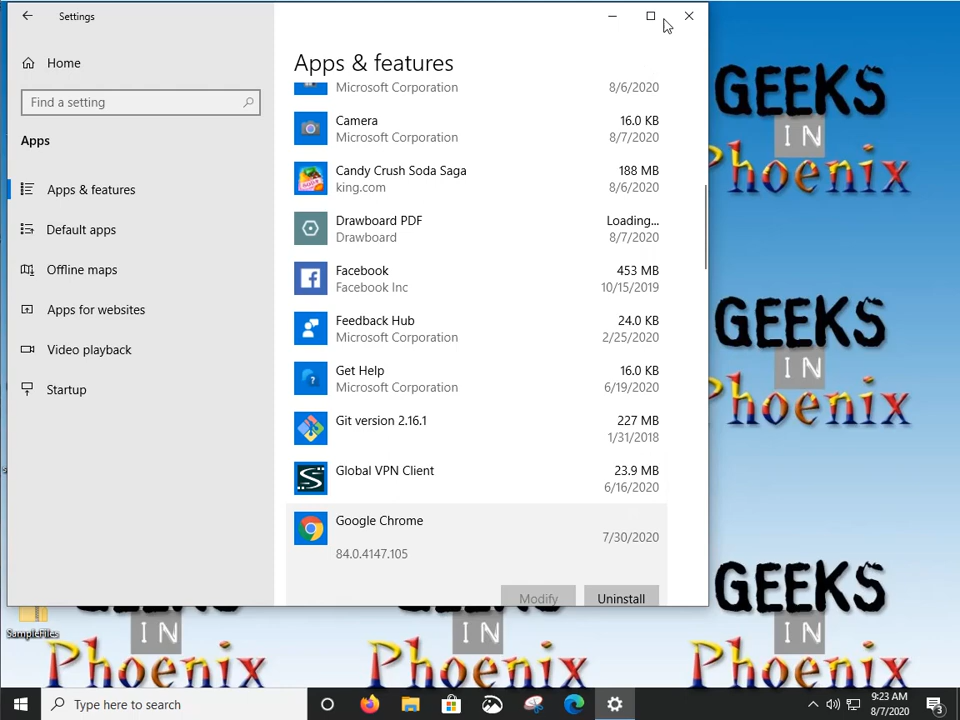 Settings
Home
Find a setting
Apps
Apps & features
Default apps
Offline maps
Apps for websites
Video playback
Startup
Apps & features
Microsoft Corporation 8/6/2020
Camera 16.0 KB
Microsoft Corporation 8/7/2020
Candy Crush Soda Saga 188 MB
king.com 8/6/2020
Drawboard PDF Loading...
Drawboard 8/7/2020
Facebook 453 MB
Facebook Inc 10/15/2019
Feedback Hub 24.0 KB
Microsoft Corporation 2/25/2020
Get Help 16.0 KB
Microsoft Corporation 6/19/2020
Git version 2.16.1 227 MB
1/31/2018
Global VPN Client 23.9 MB
6/16/2020
Google Chrome
7/30/2020
84.0.4147.105
Modify Uninstall
GEEKS
IN
Phoenix
GEEKS
IN
Phoenix
GEEKS
IN
Phoenix
SampleFiles
IN
Phoenix
IN
Phoenix
Type here to search
9:23 AM
8/7/2020
3